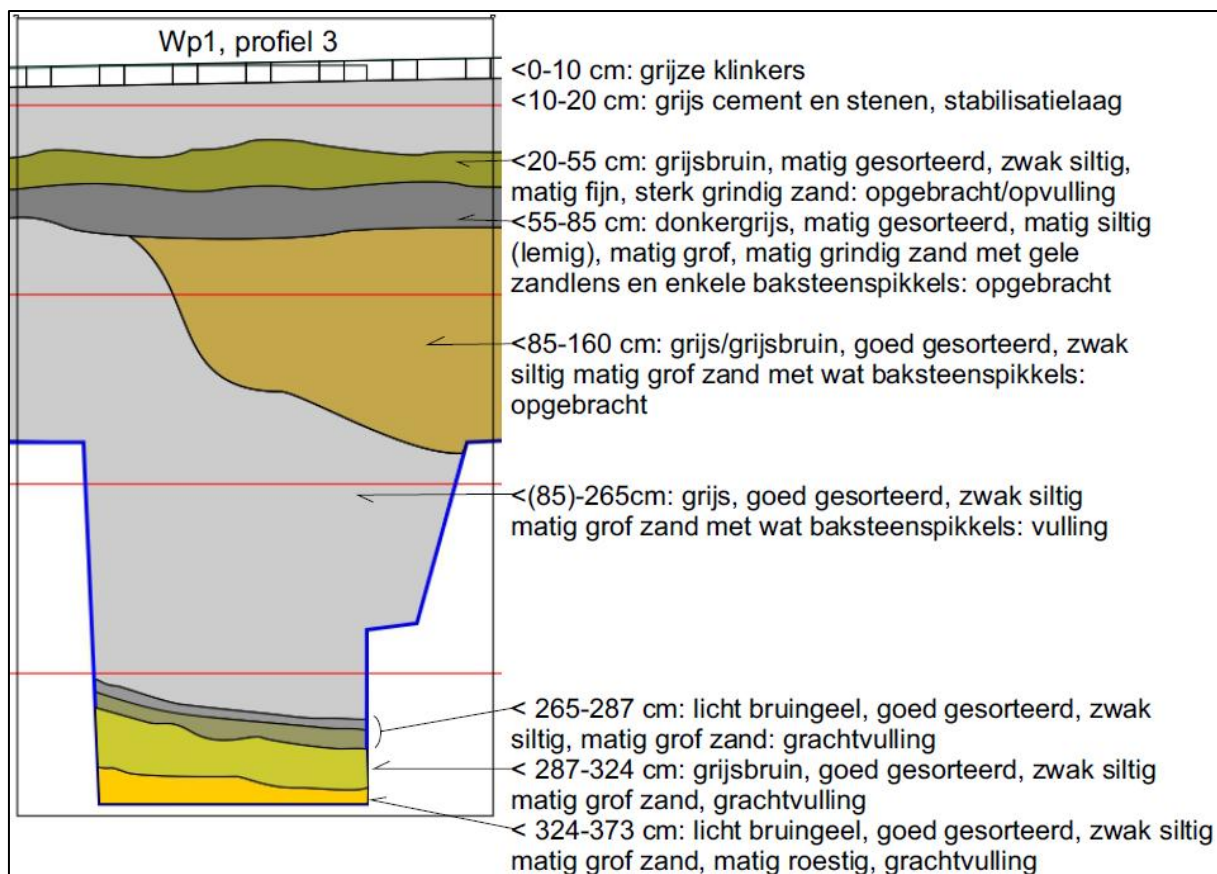 Wp1, profiel 3
<0-10 cm: grijze klinkers
<10-20 cm: grijs cement en stenen, stabilisatielaag
<20-55 cm: grijsbruin, matig gesorteerd, zwak siltig,
matig fijn, sterk grindig zand: opgebracht/opvulling
<55-85 cm: donkergrijs, matig gesorteerd, matig siltig
(lemig), matig grof, matig grindig zand met gele
zandlens en enkele baksteenspikkels: opgebracht
<85-160 cm: grijs/grijsbruin, goed gesorteerd, zwak
siltig matig grof zand met wat baksteenspikkels:
opgebracht
<(85)-265cm: grijs, goed gesorteerd, zwak siltig
matig grof zand met wat baksteenspikkels: vulling
< 265-287 cm: licht bruingeel, goed gesorteerd, zwak
siltig, matig grof zand: grachtvulling
< 287-324 cm: grijsbruin, goed gesorteerd, zwak siltig
matig grof zand, grachtvulling
< 324-373 cm: licht bruingeel, goed gesorteerd, zwak siltig
matig grof zand, matig roestig, grachtvulling